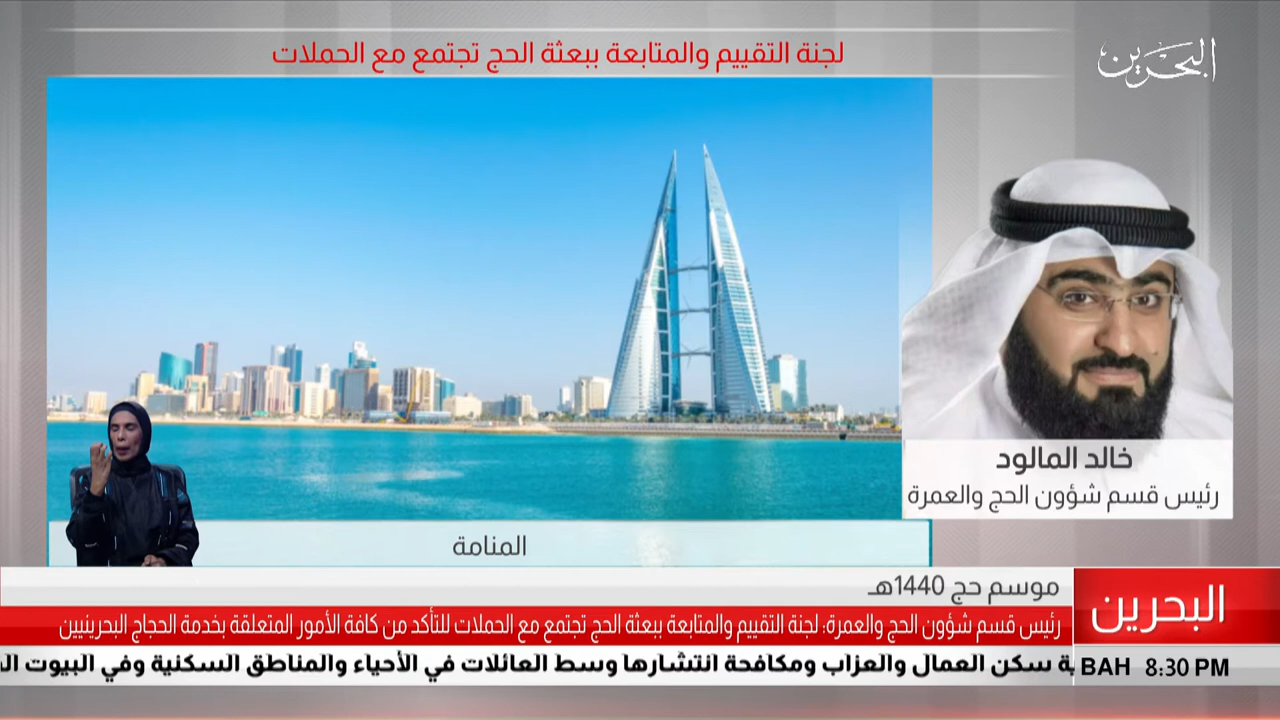 لجنة التقييم والمتابعة ببعثة الحج تجتمع مع الحملات
البحرين
خالد المالود
رئيس قسم شؤون الحج والعمرة
المنامة
موسم حج 1440هـ
البحرين
رئيس قسم شؤون الحج والعمرة: لجنة التقييم والمتابعة ببعثة الحج تجتمع مع الحملات للتأكد من كافة الأمور المتعلقة بخدمة الحجاج البحرينيين
سكن العمال والعزاب ومكافحة انتشارها وسط العائلات في الأحياء والمناطق السكنية وفي البيوت
BAH 8:30 PM